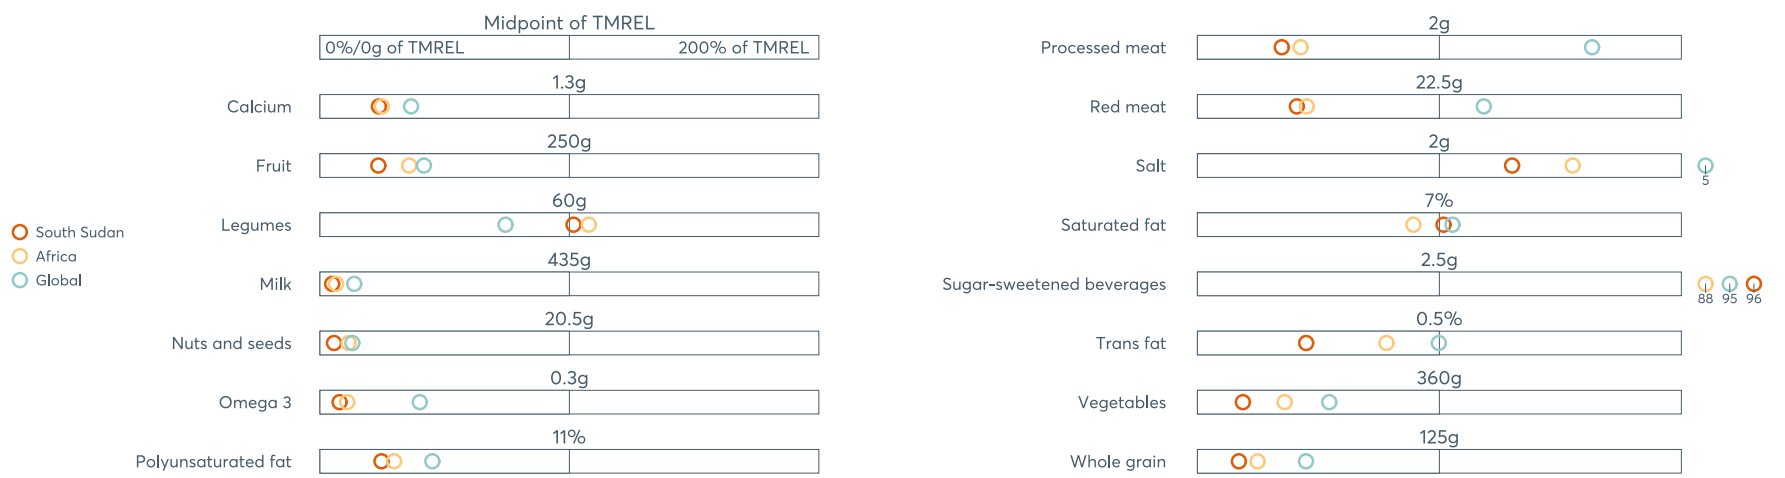 South Sudan
Africa
Global
Midpoint of TMREL
0%/0g of TMREL
200% of TMREL
1.3g
Calcium
250g
Fruit
60g
Legumes
435g
Milk
20.5g
Nuts and seeds
0.3g
Omega 3
11%
Polyunsaturated fat
2g
Processed meat
22.5g
Red meat
2g
Salt
5
7%
Saturated fat
2.5g
Sugar-sweetened beverages
88 95 96
0.5%
Trans fat
360g
Vegetables
125g
Whole grain